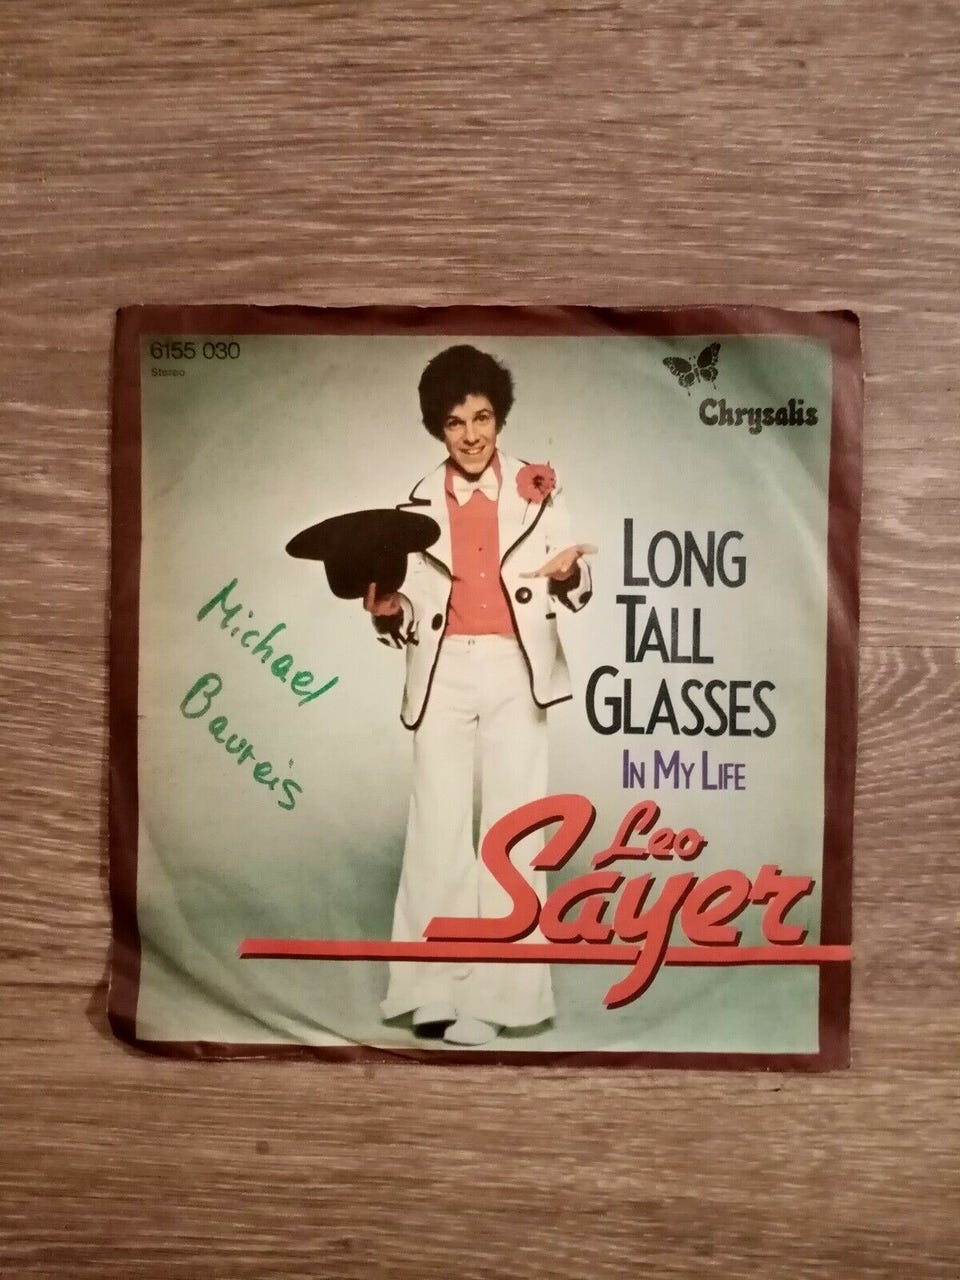 6155 030
Stereo
Chrysalis
LONG
TALL
GLASSES
IN MY LIFE
Leo
Sayer
Michael
Baureis